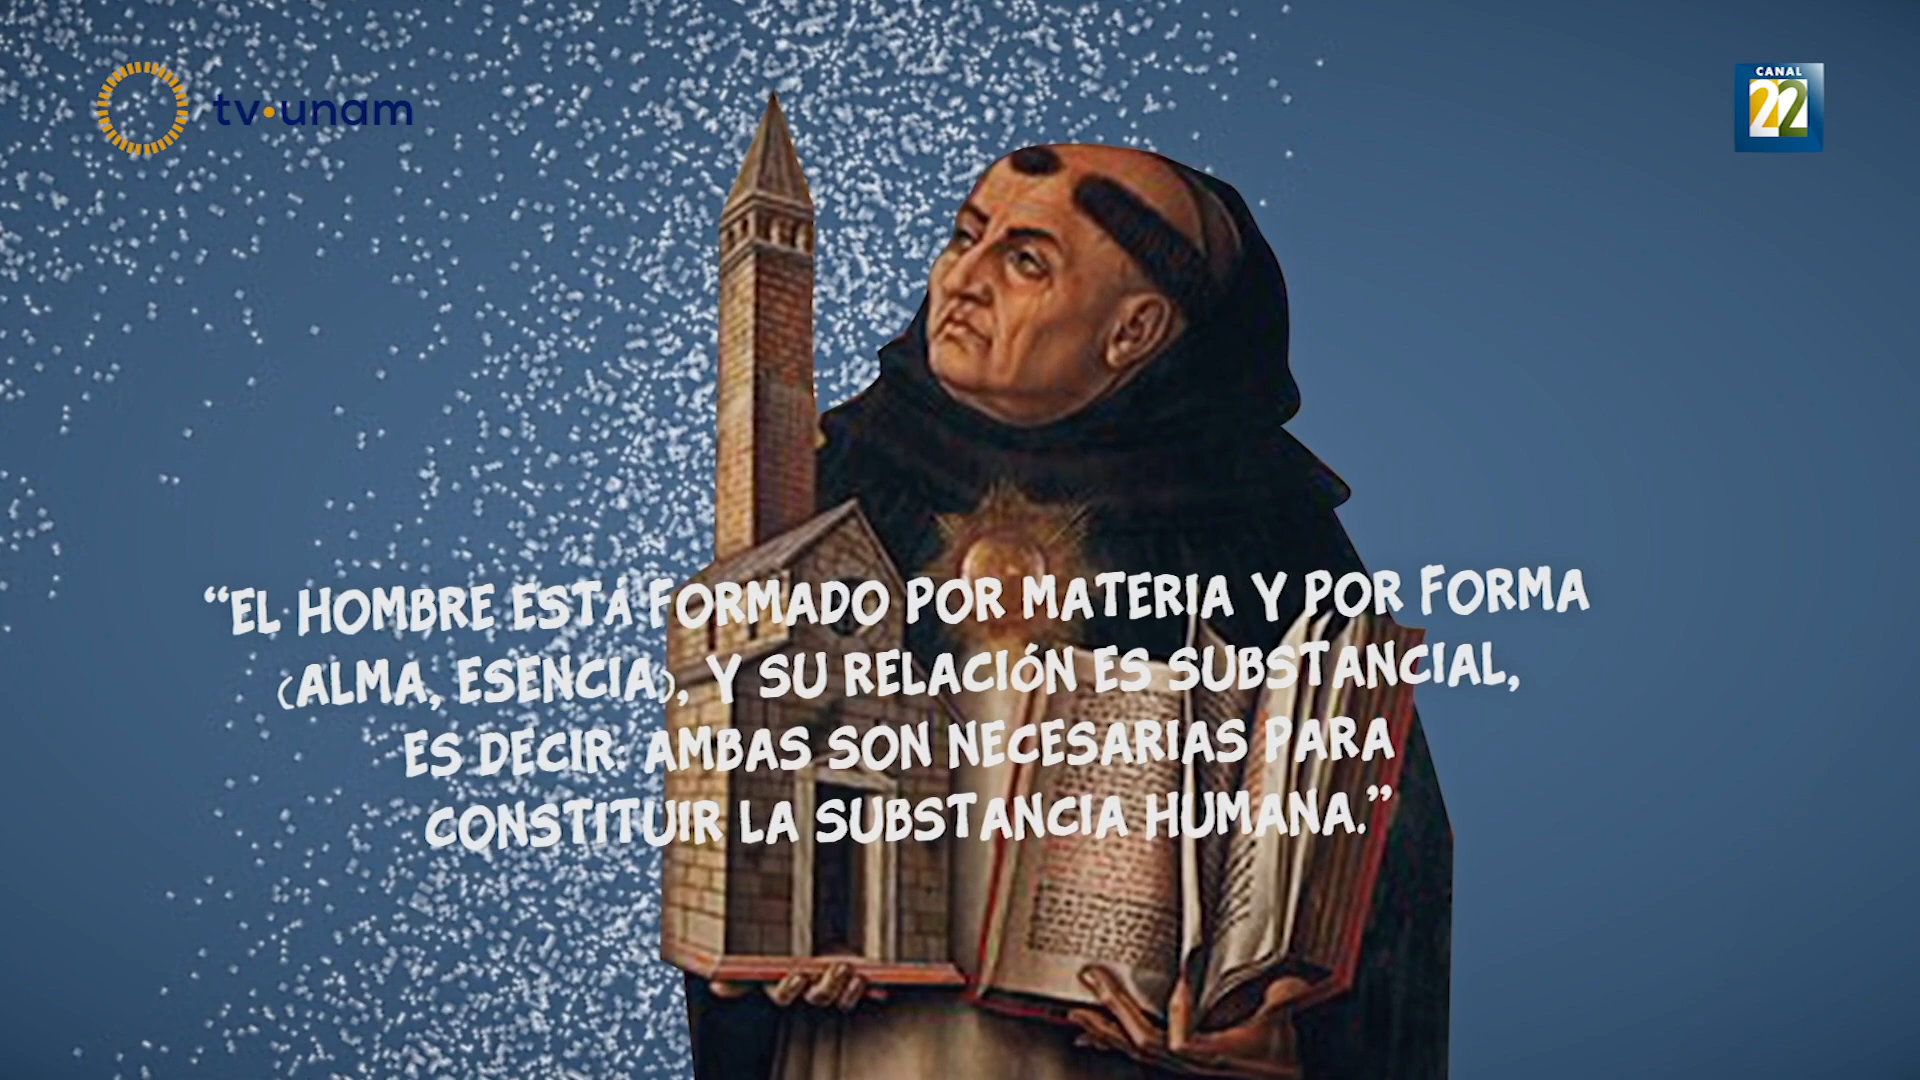 tv·unam
CANAL
22
“EL HOMBRE ESTÁ FORMADO POR MATERIA Y POR FORMA
(ALMA, ESENCIA), Y SU RELACIÓN ES SUBSTANCIAL,
ES DECIR: AMBAS SON NECESARIAS PARA
CONSTITUIR LA SUBSTANCIA HUMANA.”